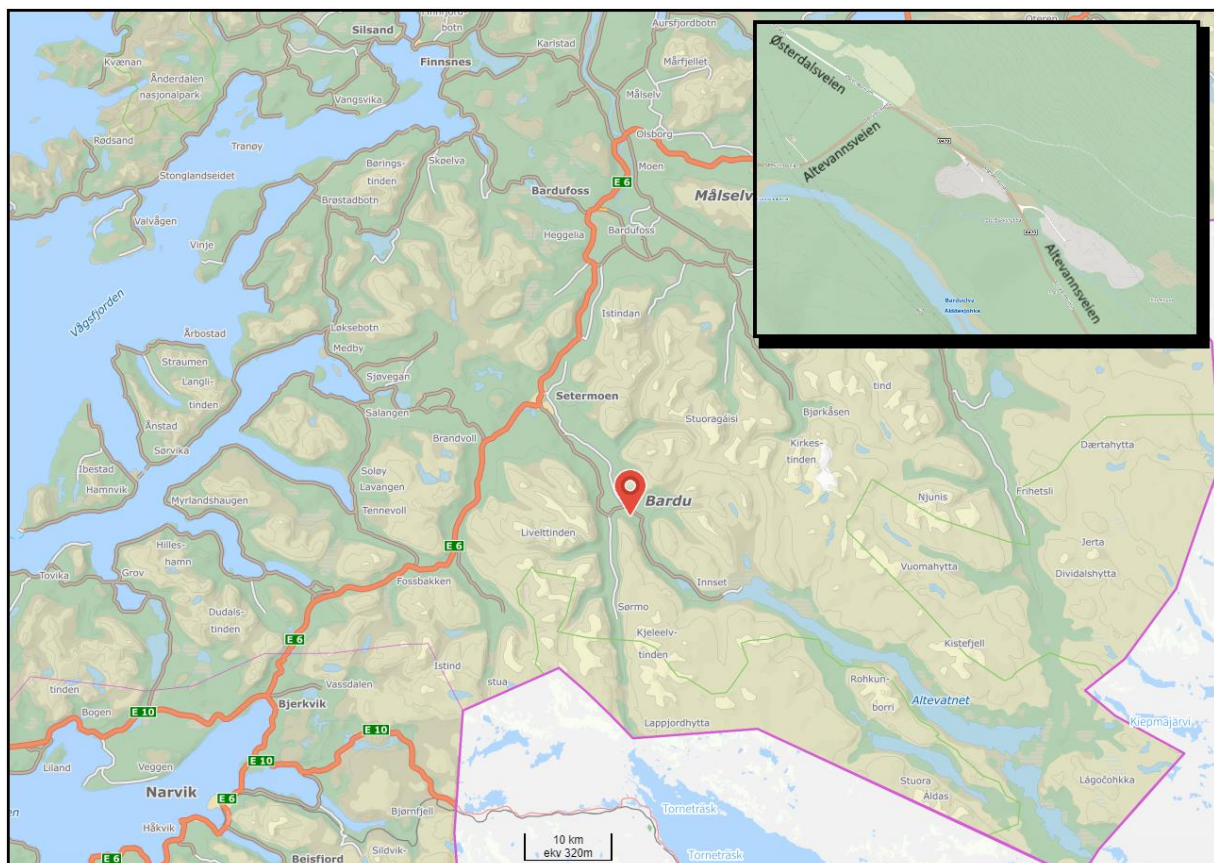 Silsand
Finnfjord-
botn
Aursfjordbotn
Oteren
Karlstad
Kvænan
Finnsnes
Mårfjellet
Ånderdalen
nasjonalpark
Vangsvika
Målselv
Rødsand
Olsborg
Tranøy
Skøelva
Moen
Stonglandseidet
Børings-
tinden
E 6
Bardufoss
Målselv
Brøstadbotn
Valvågen
Bardufoss
Vinje
Heggelia
Vågsfjorden
Løksebotn
Istindan
Årbostad
Medby
Straumen
Sjøvegan
Langli-
tinden
Setermoen
tind
Salangen
Stuoragáisi
Bjørkåsen
Ånstad
Brandvoll
Sørvika
Kirkes-
tinden
Dærtahytta
Ibestad
Soløy
Hamnvik
Lavangen
Njunis
Frihetsli
Myrlandshaugen
Bardu
Tennevoll
Livelttinden
Hilles-
hamn
E 6
Jerta
Tovika
Grov
Vuomahytta
Dividalshytta
Fossbakken
Innset
Dudals-
tinden
Sørmo
E 6
Kjeleelv-
tinden
Kistefjell
Istind
tinden
Vassdalen
stua
Rohkun-
borri
Altevatnet
Bogen
E 10
Bjerkvik
Lappjordhytta
Kiepmajärvi
E 10
Liland
Veggen
E 10
Stuora
Áldas
Lágočohkka
Narvik
E 6
Bjørnfjell
Torneträsk
Håkvik
10 km
ekv 320m
Sildvik-
E 6
Beisfjord
Torneträsk
Østerdalsveien
Altevannsveien
Altevannsveien
Barduelva